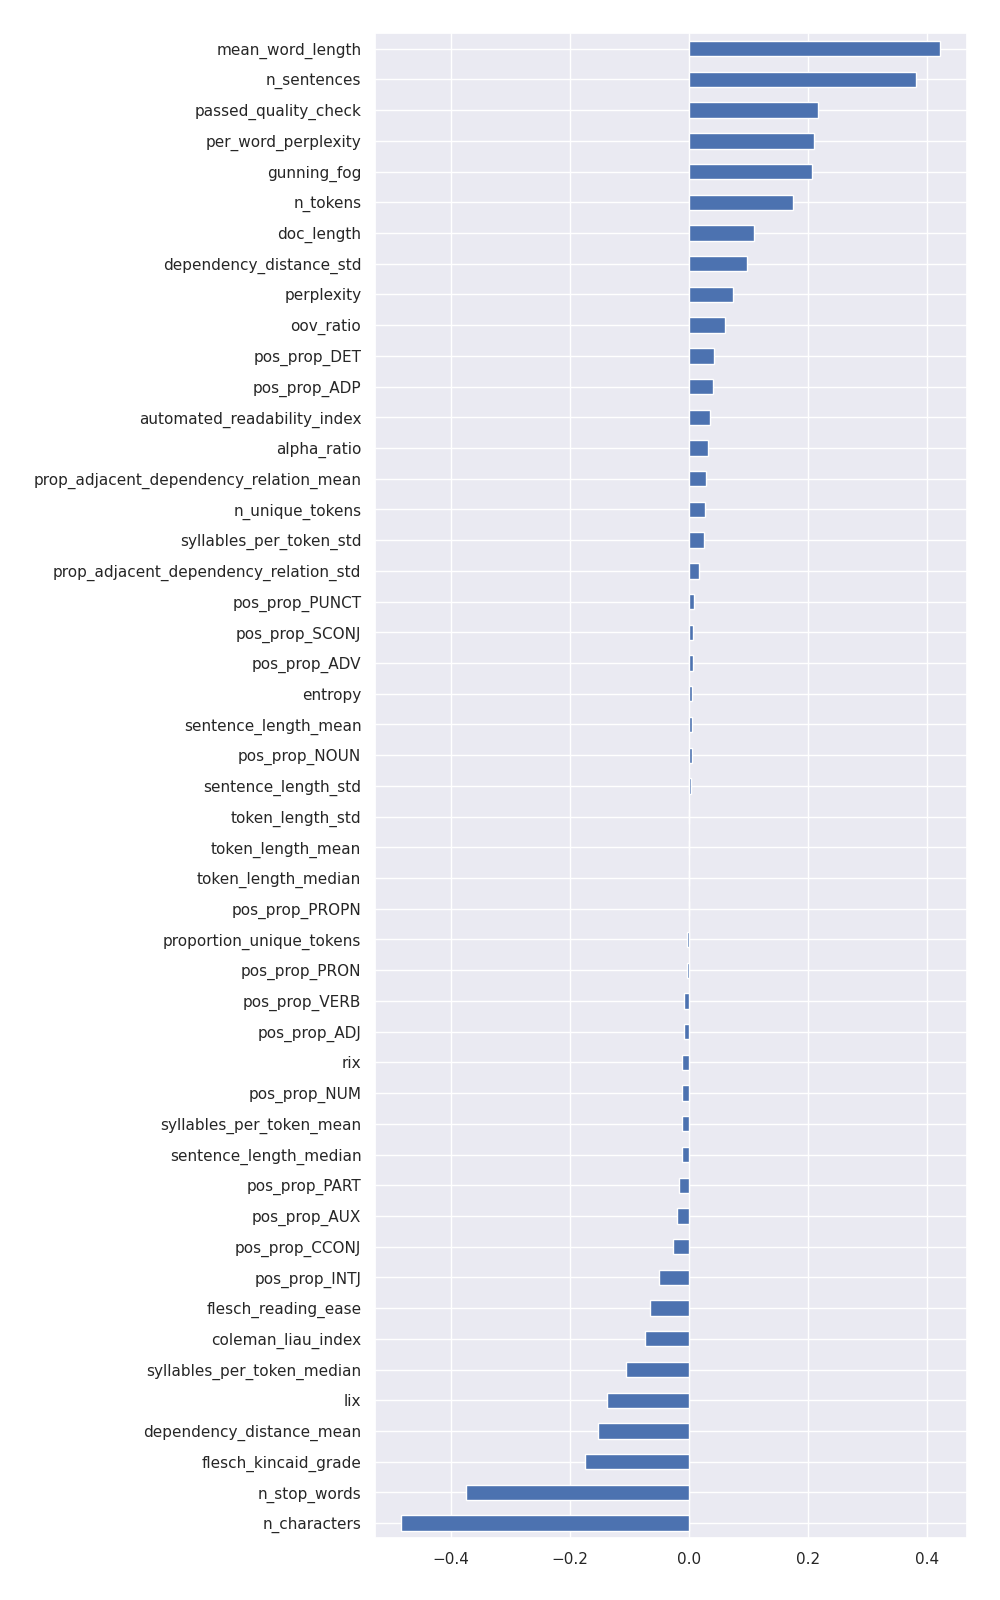 mean_word_length
n_sentences
passed_quality_check
per_word_perplexity
gunning_fog
n_tokens
doc_length
dependency_distance_std
perplexity
oov_ratio
pos_prop_DET
pos_prop_ADP
automated_readability_index
alpha_ratio
prop_adjacent_dependency_relation_mean
n_unique_tokens
syllables_per_token_std
prop_adjacent_dependency_relation_std
pos_prop_PUNCT
pos_prop_SCONJ
pos_prop_ADV
entropy
sentence_length_mean
pos_prop_NOUN
sentence_length_std
token_length_std
token_length_mean
token_length_median
pos_prop_PROPN
proportion_unique_tokens
pos_prop_PRON
pos_prop_VERB
pos_prop_ADJ
rix
pos_prop_NUM
syllables_per_token_mean
sentence_length_median
pos_prop_PART
pos_prop_AUX
pos_prop_CCONJ
pos_prop_INTJ
flesch_reading_ease
coleman_liau_index
syllables_per_token_median
lix
dependency_distance_mean
flesch_kincaid_grade
n_stop_words
n_characters
−0.4 −0.2 0.0 0.2 0.4